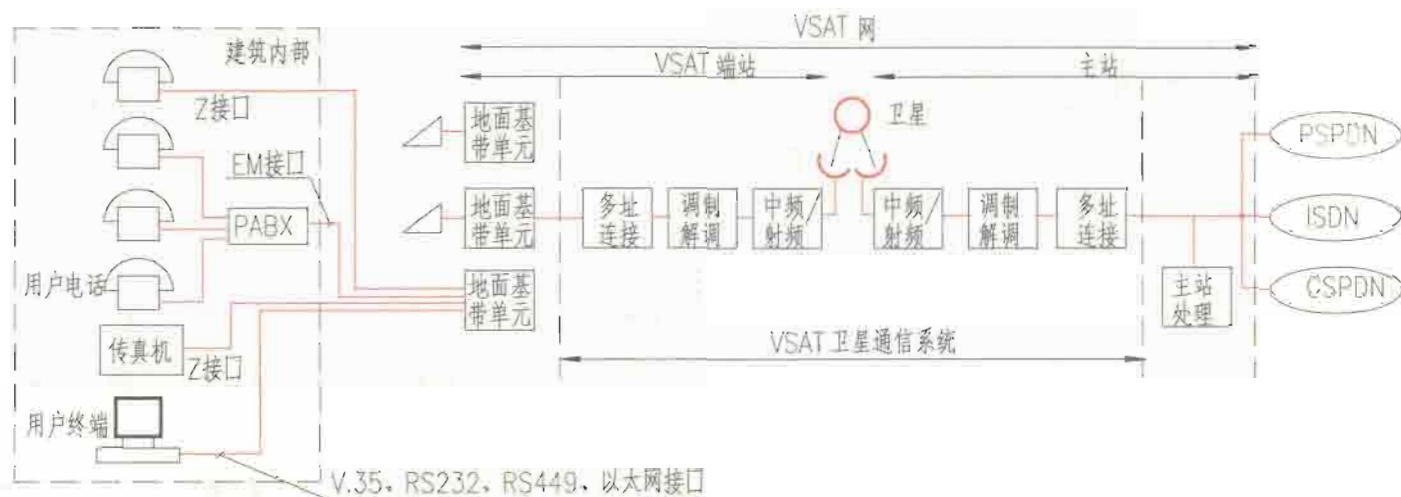 VSAT 网
建筑内部
VSAT 端站
主站
Z接口
地面基
带单元
卫星
PSPDN
EM接口
地面基
带单元
多址
连接
调制
解调
中频/
射频
中频/
射频
调制
解调
多址
连接
PABX
ISDN
用户电话
地面基
带单元
主站
处理
CSPDN
传真机
Z接口
VSAT 卫星通信系统
用户终端
V.35、RS232、RS449、以太网接口